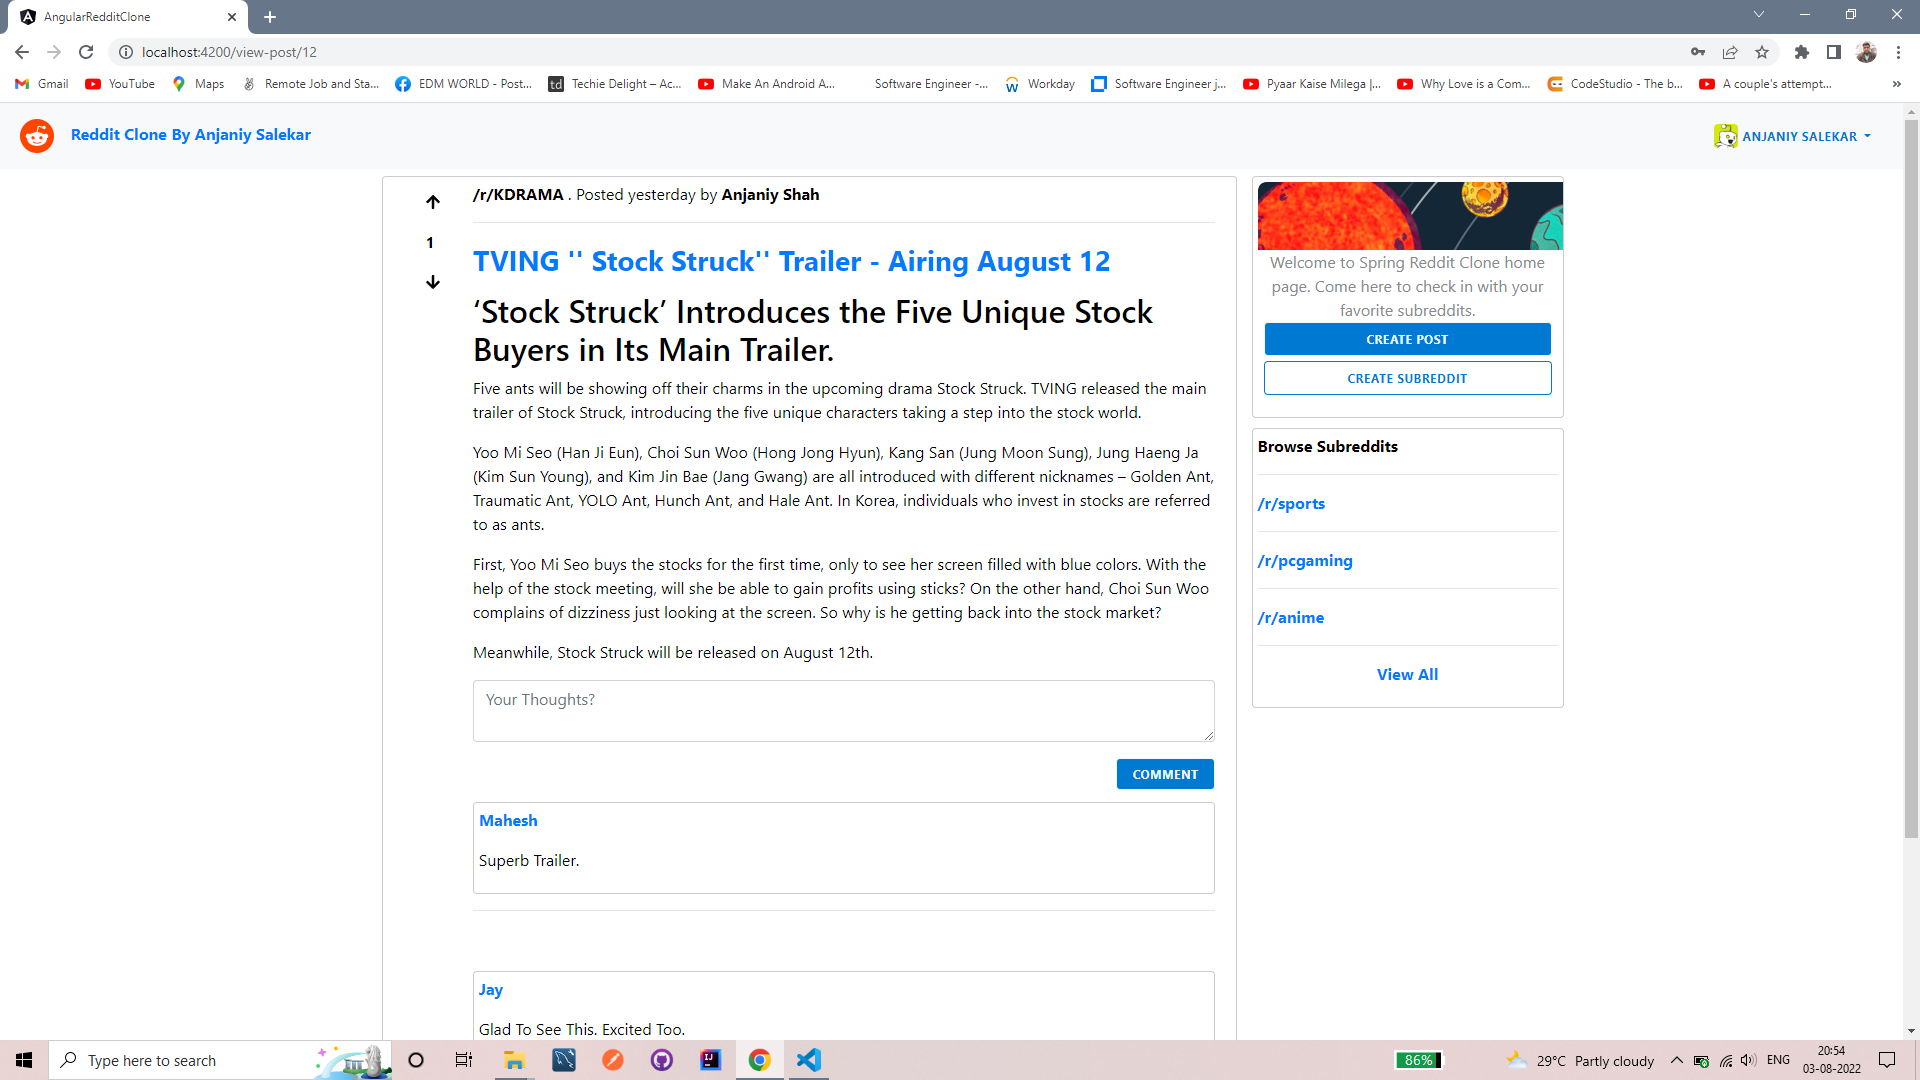 AngularRedditClone
localhost:4200/view-post/12
Gmail YouTube Maps Remote Job and Sta... EDM WORLD - Post... Techie Delight – Ac... Make An Android A... Software Engineer -... Workday Software Engineer j... Pyaar Kaise Milega |... Why Love is a Com... CodeStudio - The b... A couple's attempt... »
Reddit Clone By Anjaniy Salekar
ANJANIY SALEKAR
/r/KDRAMA . Posted yesterday by Anjaniy Shah
1
TVING '' Stock Struck'' Trailer - Airing August 12
‘Stock Struck’ Introduces the Five Unique Stock
Buyers in Its Main Trailer.
Five ants will be showing off their charms in the upcoming drama Stock Struck. TVING released the main
trailer of Stock Struck, introducing the five unique characters taking a step into the stock world.
Yoo Mi Seo (Han Ji Eun), Choi Sun Woo (Hong Jong Hyun), Kang San (Jung Moon Sung), Jung Haeng Ja
(Kim Sun Young), and Kim Jin Bae (Jang Gwang) are all introduced with different nicknames – Golden Ant,
Traumatic Ant, YOLO Ant, Hunch Ant, and Hale Ant. In Korea, individuals who invest in stocks are referred
to as ants.
First, Yoo Mi Seo buys the stocks for the first time, only to see her screen filled with blue colors. With the
help of the stock meeting, will she be able to gain profits using sticks? On the other hand, Choi Sun Woo
complains of dizziness just looking at the screen. So why is he getting back into the stock market?
Meanwhile, Stock Struck will be released on August 12th.
Your Thoughts?
COMMENT
Mahesh
Superb Trailer.
Jay
Glad To See This. Excited Too.
Welcome to Spring Reddit Clone home
page. Come here to check in with your
favorite subreddits.
CREATE POST
CREATE SUBREDDIT
Browse Subreddits
/r/sports
/r/pcgaming
/r/anime
View All
Type here to search
86%
29°C Partly cloudy
ENG
20:54
03-08-2022